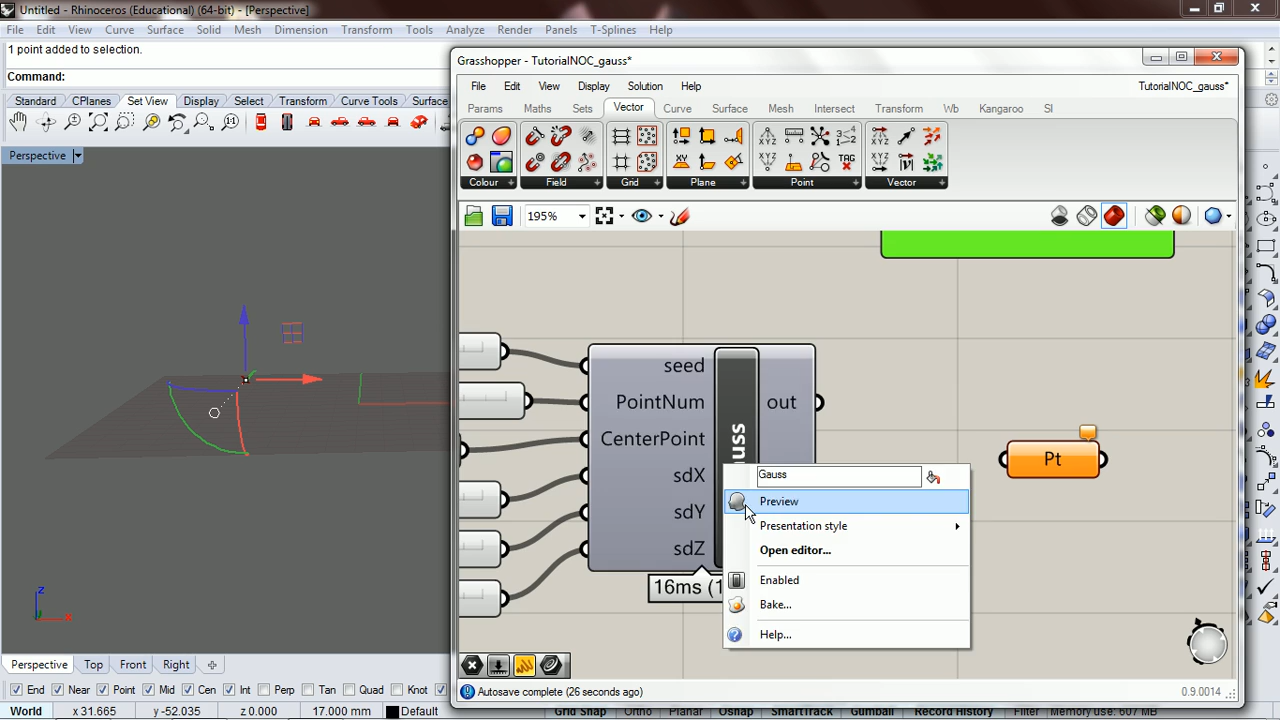 Untitled - Rhinoceros (Educational) (64-bit) - [Perspective]
File Edit View Curve Surface Solid Mesh Dimension Transform Tools Analyze Render Panels T-Splines Help
1 point added to selection.
Command:
Standard CPlanes Set View Display Select Transform Curve Tools Surface
Perspective
Grasshopper - TutorialNOC_gauss*
File Edit View Display Solution Help TutorialNOC_gauss*
Params Maths Sets Vector Curve Surface Mesh Intersect Transform Wb Kangaroo SI
Colour Field Grid Plane Point Vector
195%
seed
PointNum out
CenterPoint
sdX
sdY
sdZ
16ms
Pt
Gauss
Preview
Presentation style
Open editor...
Enabled
Bake...
Help...
z
x
Perspective Top Front Right
Autosave complete (26 seconds ago) 0.9.0014
End Near Point Mid Cen Int Perp Tan Quad Knot
World x 31.665 y -52.035 z 0.000 17.000 mm Default Grid Snap Ortho Planar Osnap SmartTrack Gumball Record History Filter Memory use: 607 MB